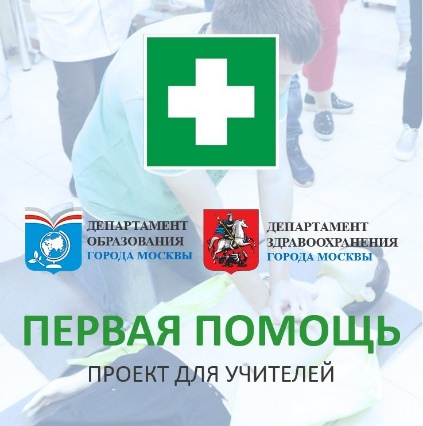 ДЕПАРТАМЕНТ
ОБРАЗОВАНИЯ
ГОРОДА МОСКВЫ
ДЕПАРТАМЕНТ
ЗДРАВООХРАНЕНИЯ
ГОРОДА МОСКВЫ
ПЕРВАЯ ПОМОЩЬ
ПРОЕКТ ДЛЯ УЧИТЕЛЕЙ